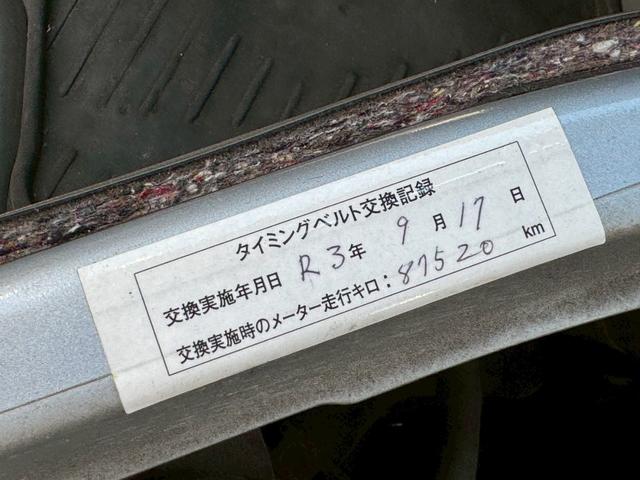 タイミングベルト交換記録
交換実施年月日 R3年 9月17日
交換実施時のメーター走行キロ：87520km